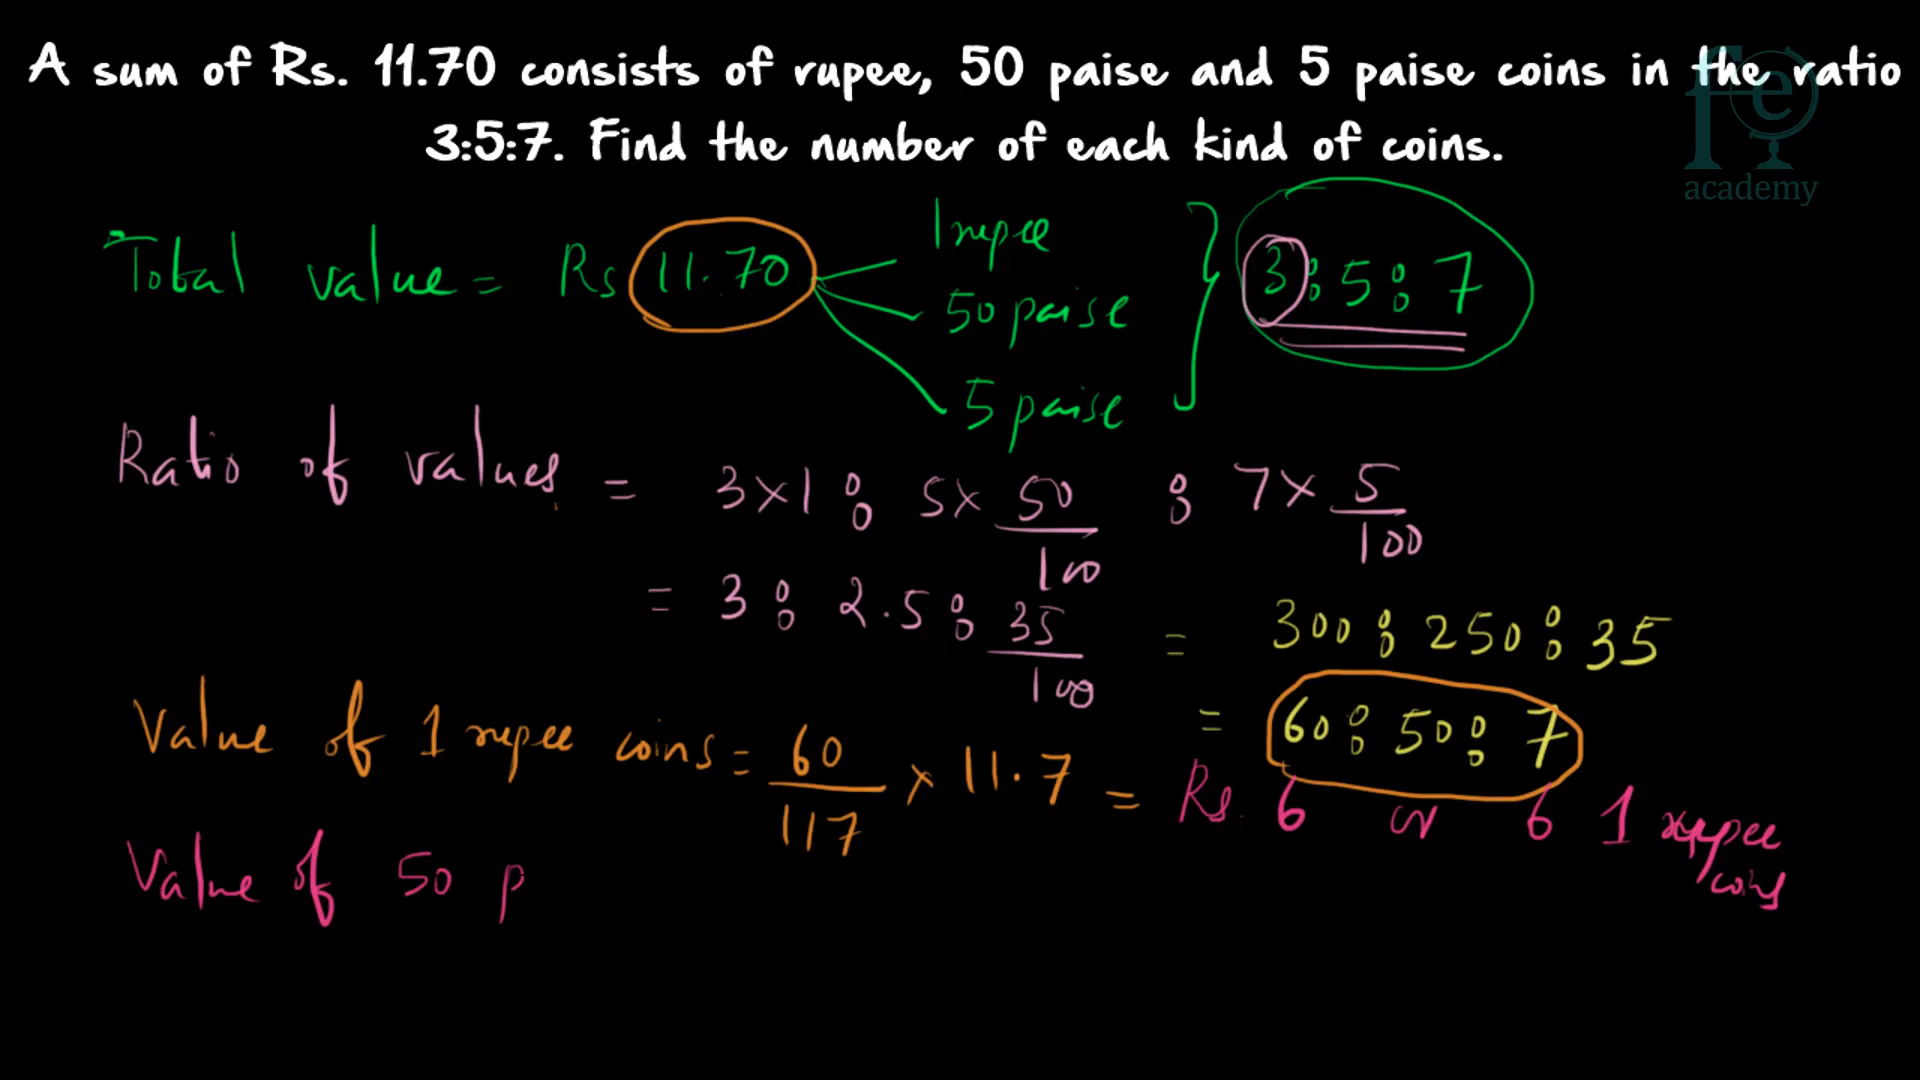 A sum of Rs. 11.70 consists of rupee, 50 paise and 5 paise coins in the ratio
3:5:7. Find the number of each kind of coins.
fe
academy
Total value = Rs 11.70
1 rupee
50 paise
5 paise
3:5:7
Ratio of values = 3×1 : 5× 50/100 : 7× 5/100
= 3 : 2.5 : 35/100
= 300 : 250 : 35
= 60 : 50 : 7
Value of 1 rupee coins = 60/117 × 11.7 = Rs. 6 or 6 1 rupee coins
Value of 50 p